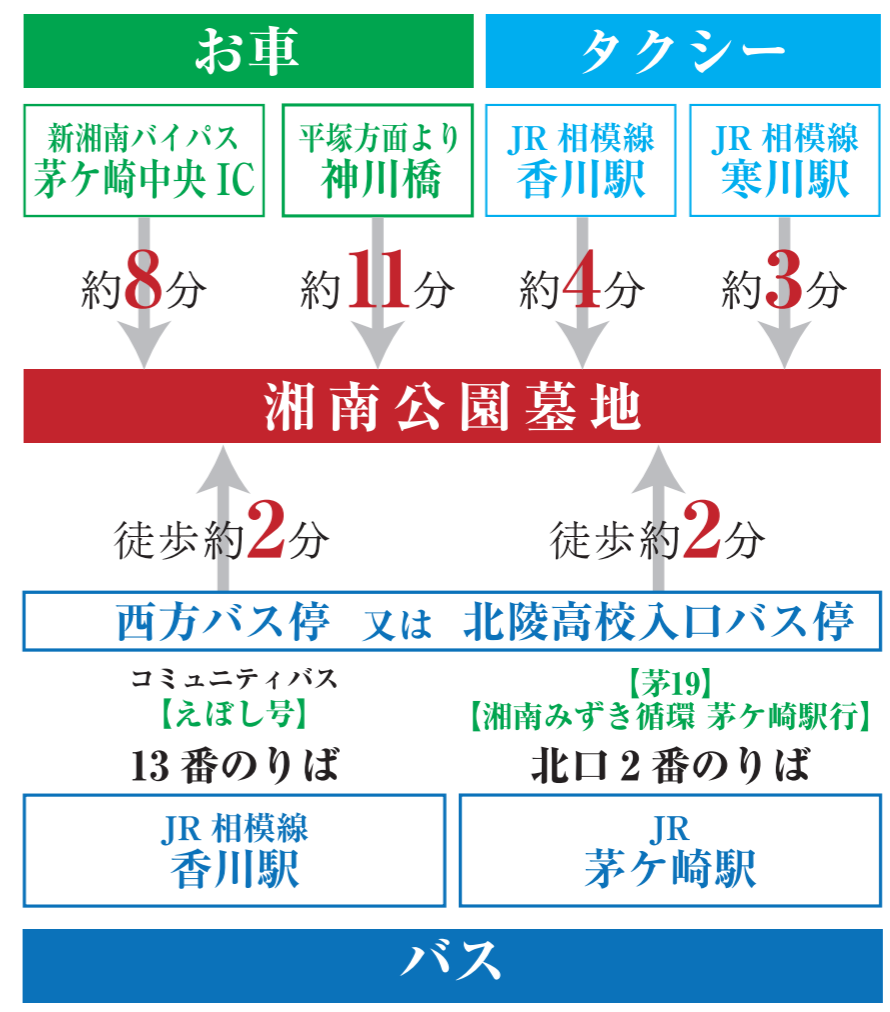 お車
タクシー
新湘南バイパス
茅ケ崎中央 IC
平塚方面より
神川橋
JR 相模線
香川駅
JR 相模線
寒川駅
約8分
約11分
約4分
約3分
湘南公園墓地
徒歩約2分
徒歩約2分
西方バス停 又は 北陵高校入口バス停
コミュニティバス
【えぼし号】
13 番のりば
【茅19】
【湘南みずき循環 茅ケ崎駅行】
北口 2 番のりば
JR 相模線
香川駅
JR
茅ケ崎駅
バス